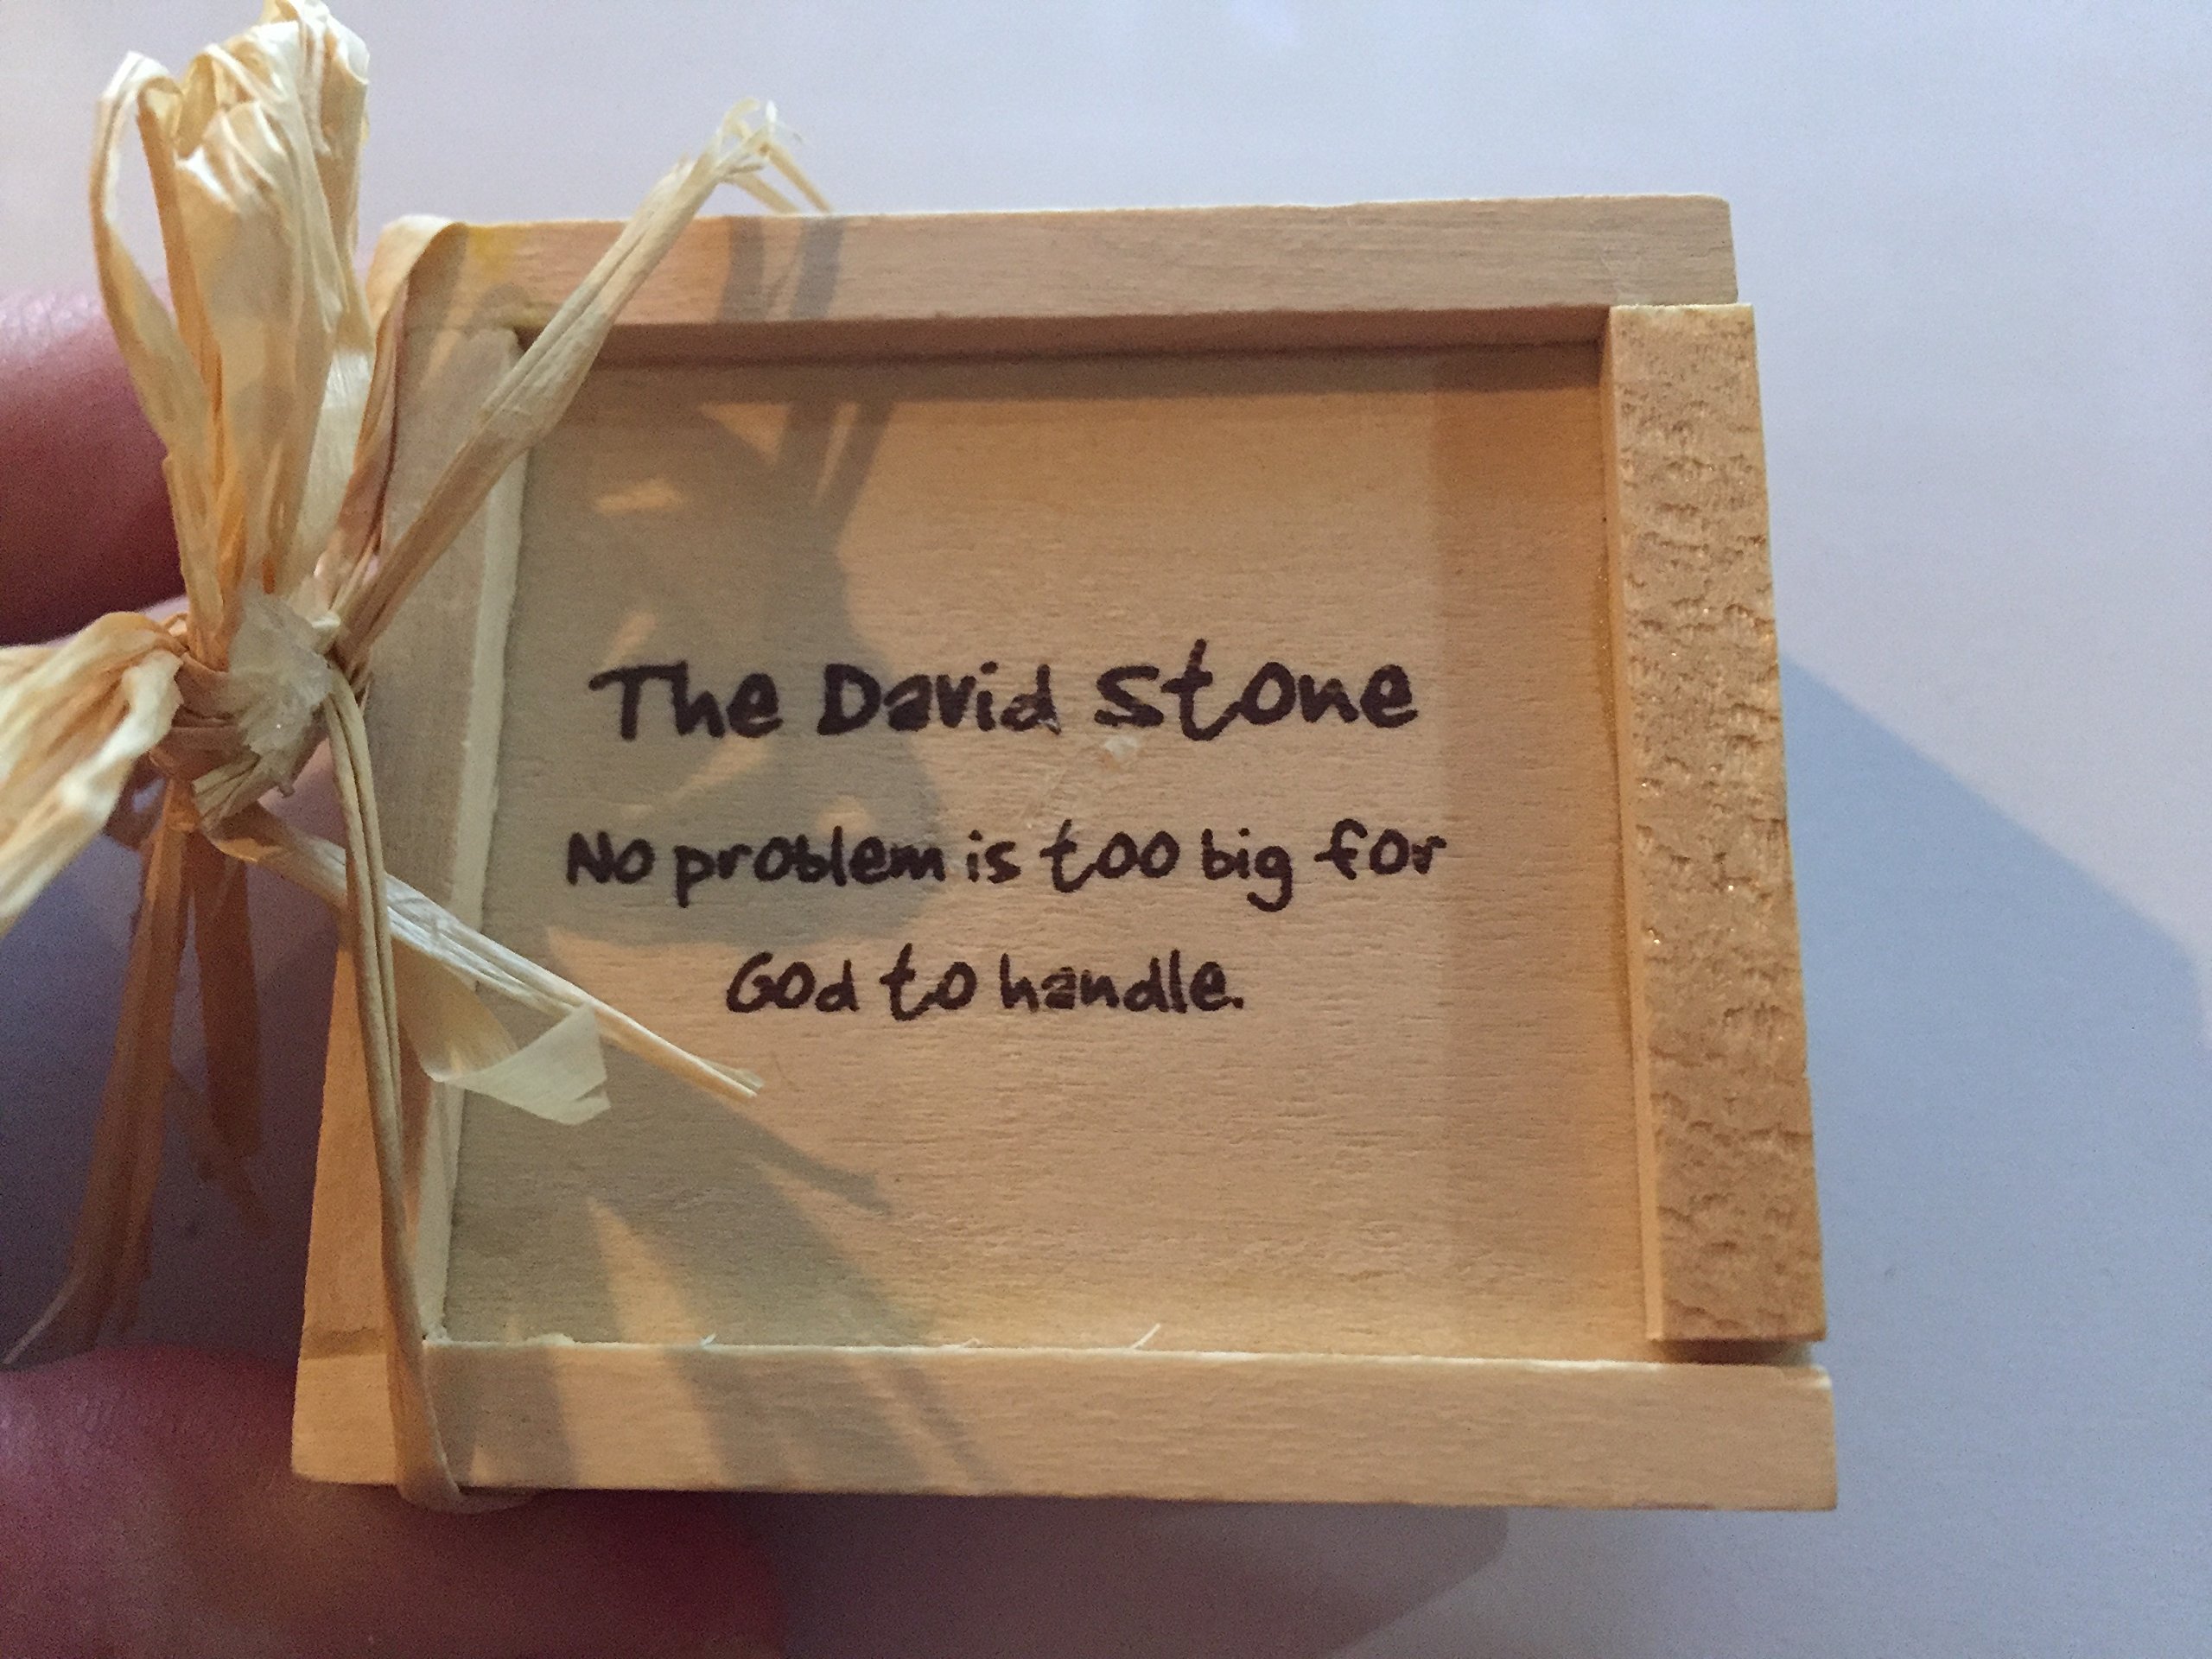 The David Stone
No problem is too big for
God to handle.